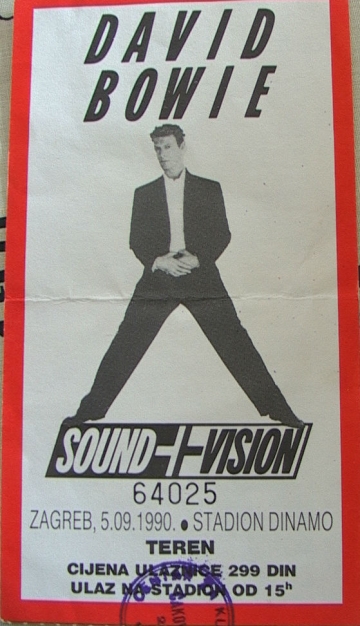 DAVID
BOWIE
SOUND+VISION
64025
ZAGREB, 5.09.1990. ● STADION DINAMO
TEREN
CIJENA ULAZNICE 299 DIN
ULAZ NA STADION OD 15ʰ